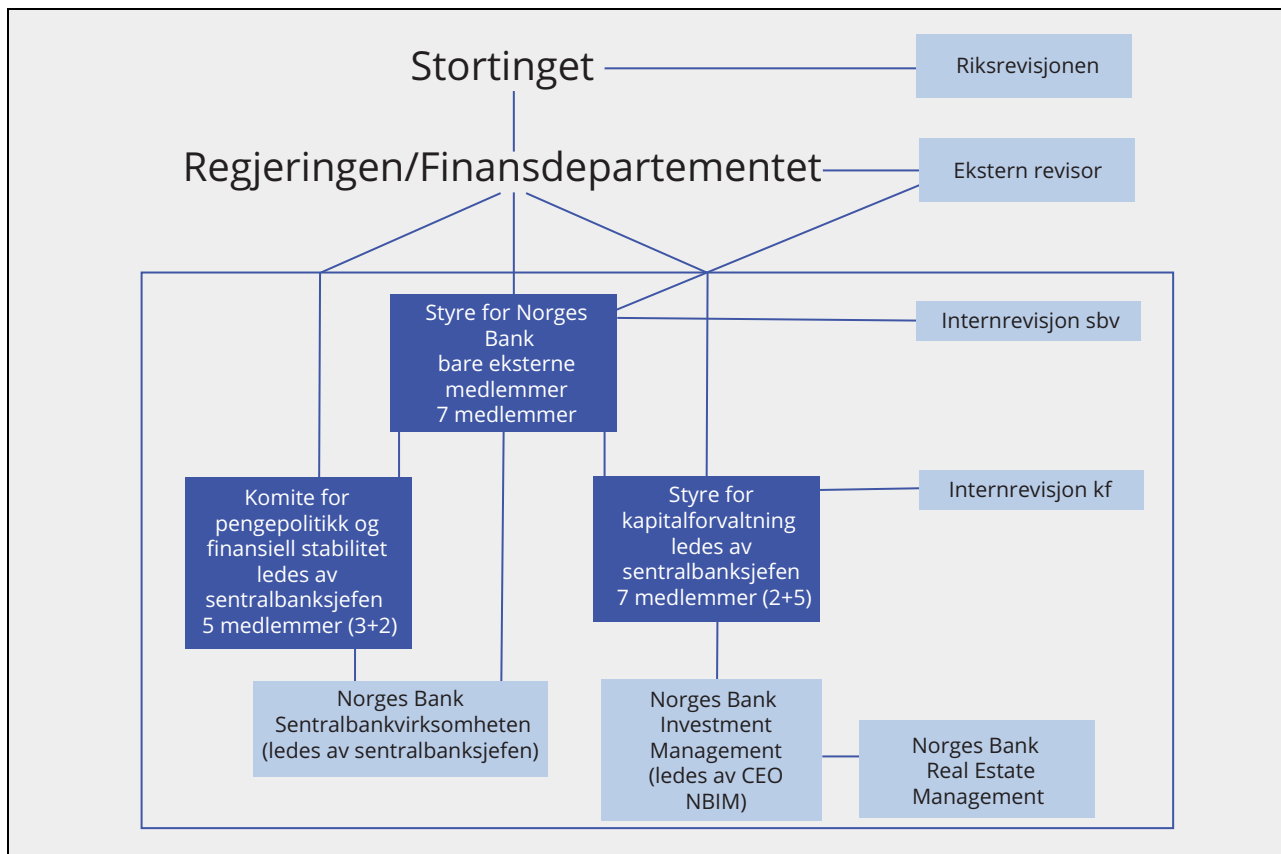 Stortinget
Riksrevisjonen
Regjeringen/Finansdepartementet
Ekstern revisor
Styre for Norges
Bank
bare eksterne
medlemmer
7 medlemmer
Internrevisjon sbv
Komite for
pengepolitikk og
finansiell stabilitet
ledes av
sentralbanksjefen
5 medlemmer (3+2)
Styre for
kapitalforvaltning
ledes av
sentralbanksjefen
7 medlemmer (2+5)
Internrevisjon kf
Norges Bank
Sentralbankvirksomheten
(ledes av sentralbanksjefen)
Norges Bank
Investment
Management
(ledes av CEO
NBIM)
Norges Bank
Real Estate
Management